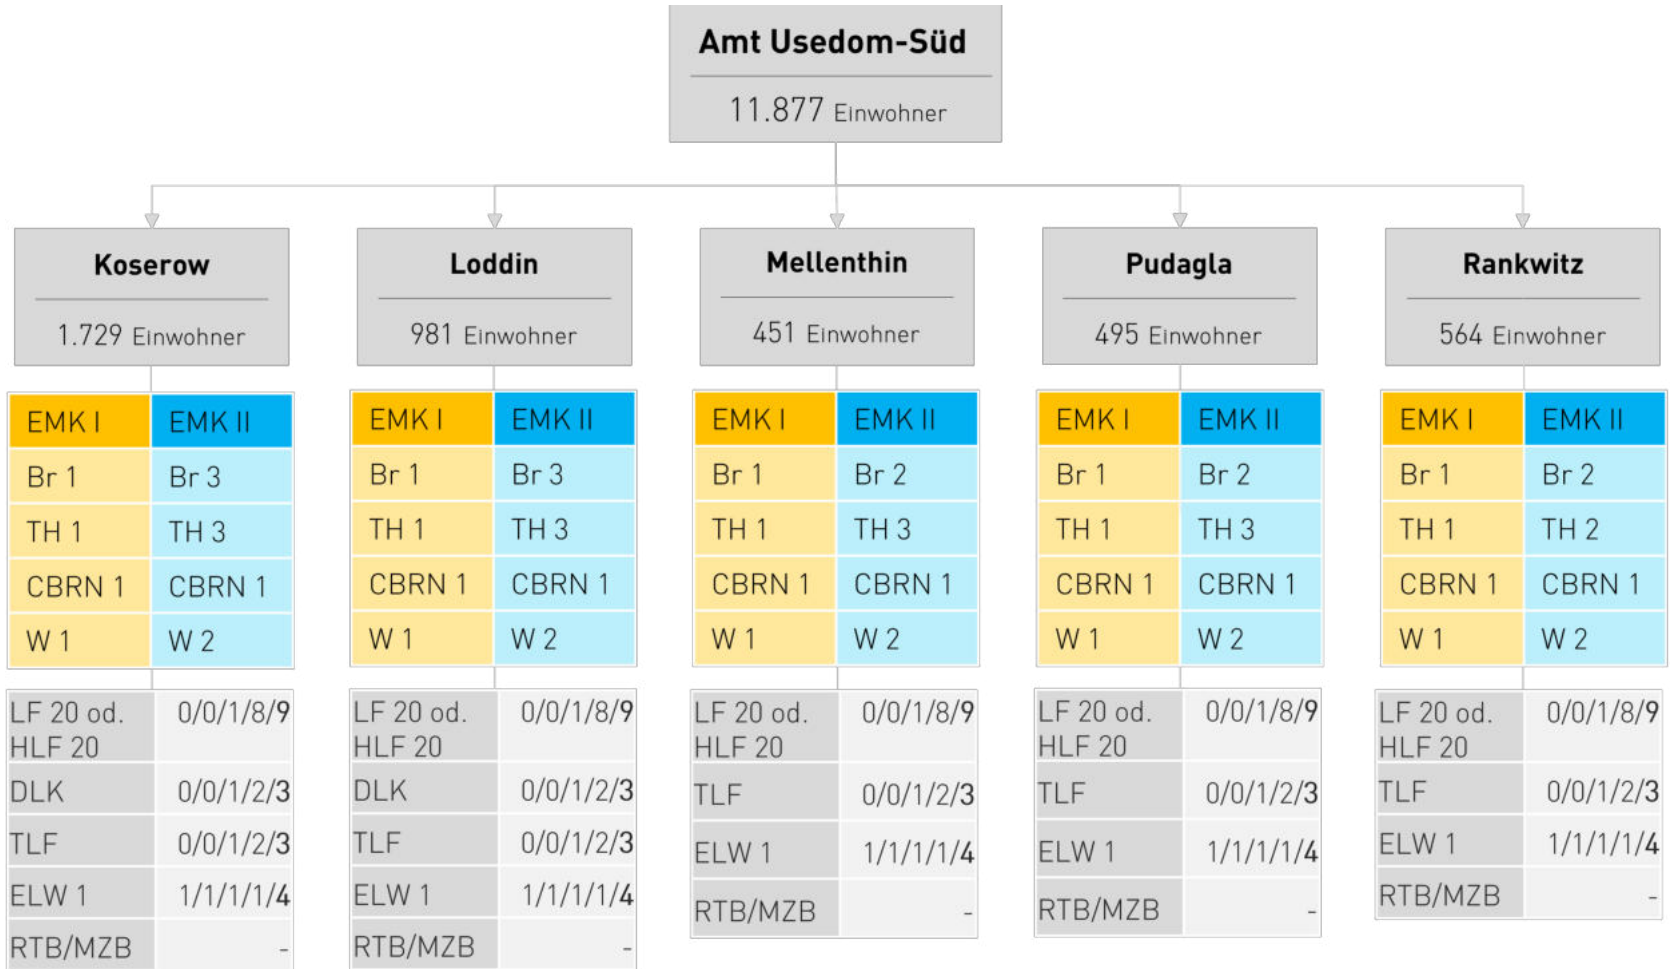 Amt Usedom-Süd
11.877 Einwohner
Koserow
1.729 Einwohner
EMK I EMK II
Br 1 Br 3
TH 1 TH 3
CBRN 1 CBRN 1
W 1 W 2
LF 20 od. 0/0/1/8/9
HLF 20
DLK 0/0/1/2/3
TLF 0/0/1/2/3
ELW 1 1/1/1/1/4
RTB/MZB -
Loddin
981 Einwohner
EMK I EMK II
Br 1 Br 3
TH 1 TH 3
CBRN 1 CBRN 1
W 1 W 2
LF 20 od. 0/0/1/8/9
HLF 20
DLK 0/0/1/2/3
TLF 0/0/1/2/3
ELW 1 1/1/1/1/4
RTB/MZB -
Mellenthin
451 Einwohner
EMK I EMK II
Br 1 Br 2
TH 1 TH 3
CBRN 1 CBRN 1
W 1 W 2
LF 20 od. 0/0/1/8/9
HLF 20
TLF 0/0/1/2/3
ELW 1 1/1/1/1/4
RTB/MZB -
Pudagla
495 Einwohner
EMK I EMK II
Br 1 Br 2
TH 1 TH 3
CBRN 1 CBRN 1
W 1 W 2
LF 20 od. 0/0/1/8/9
HLF 20
TLF 0/0/1/2/3
ELW 1 1/1/1/1/4
RTB/MZB -
Rankwitz
564 Einwohner
EMK I EMK II
Br 1 Br 2
TH 1 TH 2
CBRN 1 CBRN 1
W 1 W 2
LF 20 od. 0/0/1/8/9
HLF 20
TLF 0/0/1/2/3
ELW 1 1/1/1/1/4
RTB/MZB -